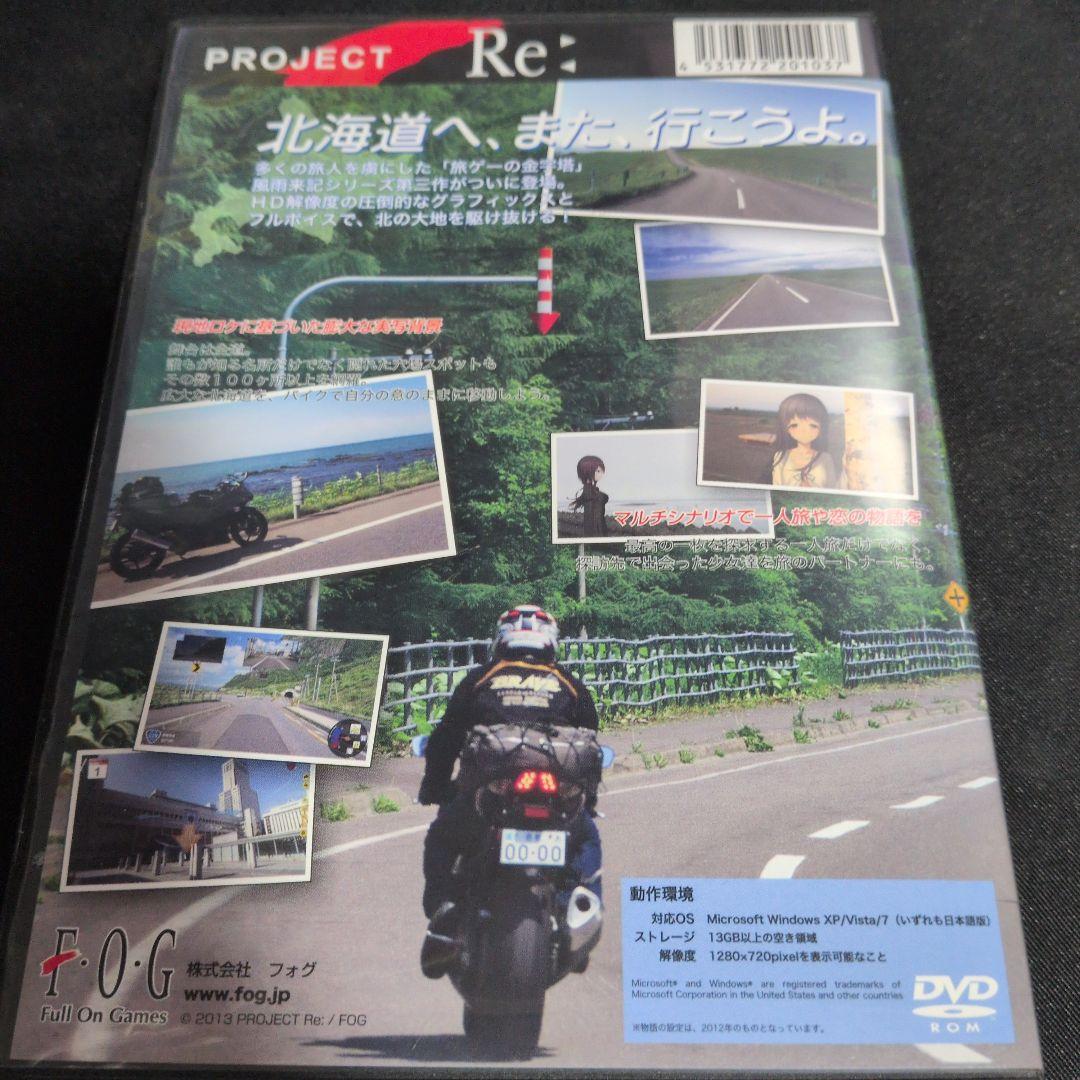 PROJECT Re:
4 531772 201037
北海道へ、また、行こうよ。
多くの旅人を虜にした「旅ゲーの金字塔」
風雨来記シリーズ第三作がついに登場。
HD解像度の圧倒的なグラフィックスと
フルボイスで、北の大地を駆け抜ける！
現地ロケに基づいた膨大な実写背景
舞台は全道。
誰もが知る名所だけでなく隠れた穴場スポットも
その数１００ヶ所以上を網羅。
広大な北海道を、バイクで自分の意のままに移動しよう。
マルチシナリオで一人旅や恋の物語を
最高の一枚を探求する一人旅だけでなく、
探訪先で出会った少女達を旅のパートナーにも。
1
BRAVE
00-00
動作環境
対応OS Microsoft Windows XP/Vista/7（いずれも日本語版）
ストレージ 13GB以上の空き領域
解像度 1280×720pixelを表示可能なこと
Microsoft® and Windows® are registered trademarks of
Microsoft Corporation in the United States and other countries
※物語の設定は、2012年のものとなっています。
DVD
ROM
F・O・G
Full On Games
株式会社 フォグ
www.fog.jp
© 2013 PROJECT Re: / FOG